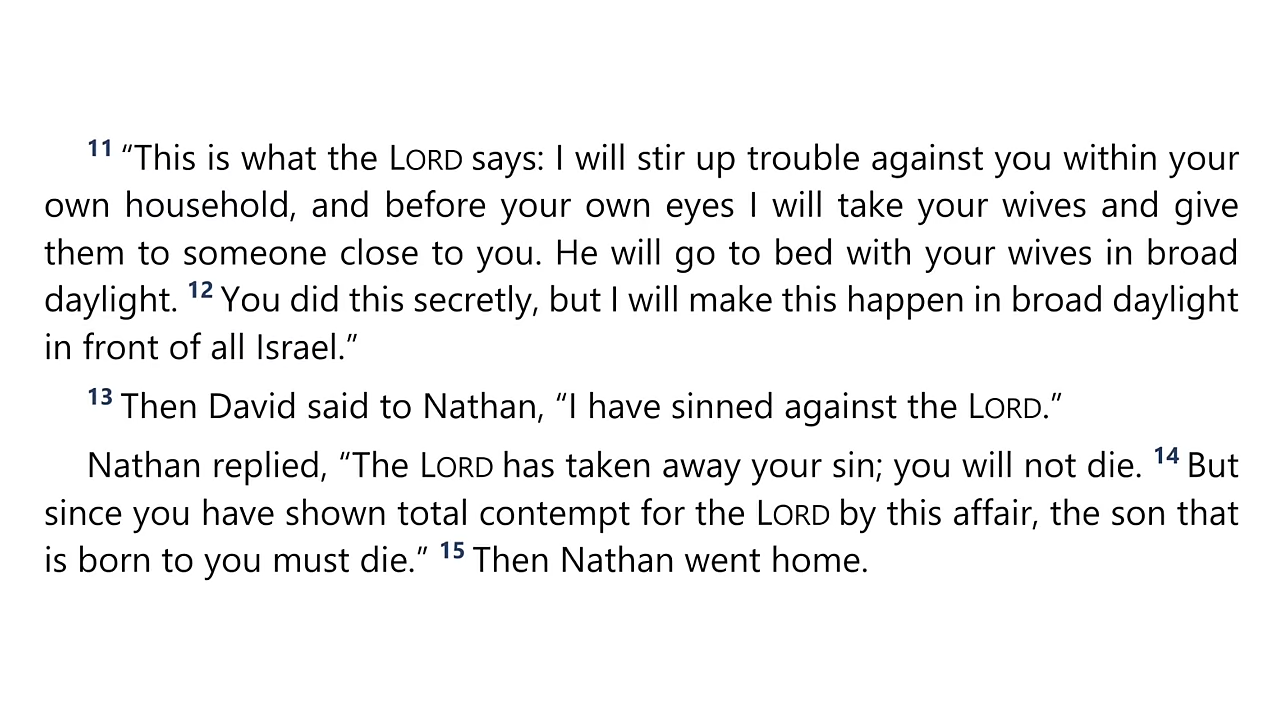 11 “This is what the LORD says: I will stir up trouble against you within your
own household, and before your own eyes I will take your wives and give
them to someone close to you. He will go to bed with your wives in broad
daylight. 12 You did this secretly, but I will make this happen in broad daylight
in front of all Israel.”
13 Then David said to Nathan, “I have sinned against the LORD.”
Nathan replied, “The LORD has taken away your sin; you will not die. 14 But
since you have shown total contempt for the LORD by this affair, the son that
is born to you must die.” 15 Then Nathan went home.